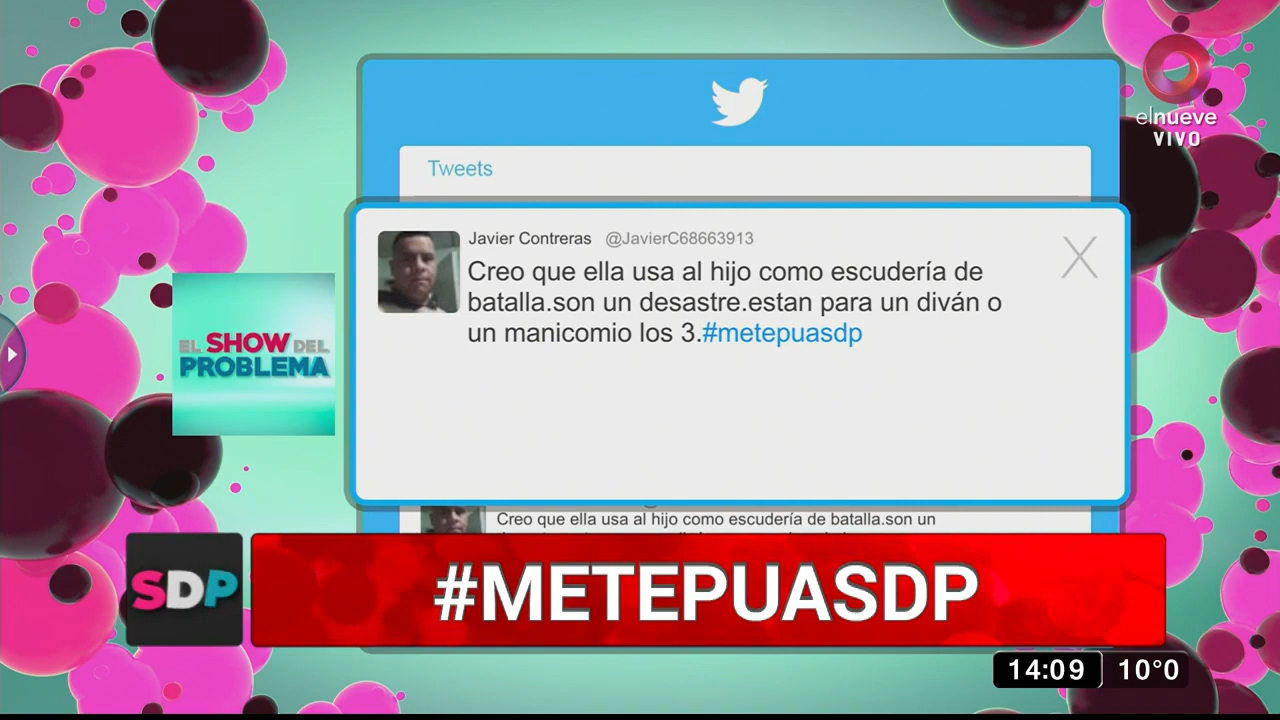 elnueve
VIVO
Tweets
Javier Contreras @JavierC68663913
Creo que ella usa al hijo como escudería de
batalla.son un desastre.estan para un diván o
un manicomio los 3.#metepuasdp
EL SHOW DEL
PROBLEMA
Creo que ella usa al hijo como escudería de batalla.son un
SDP
#METEPUASDP
14:09 10°0